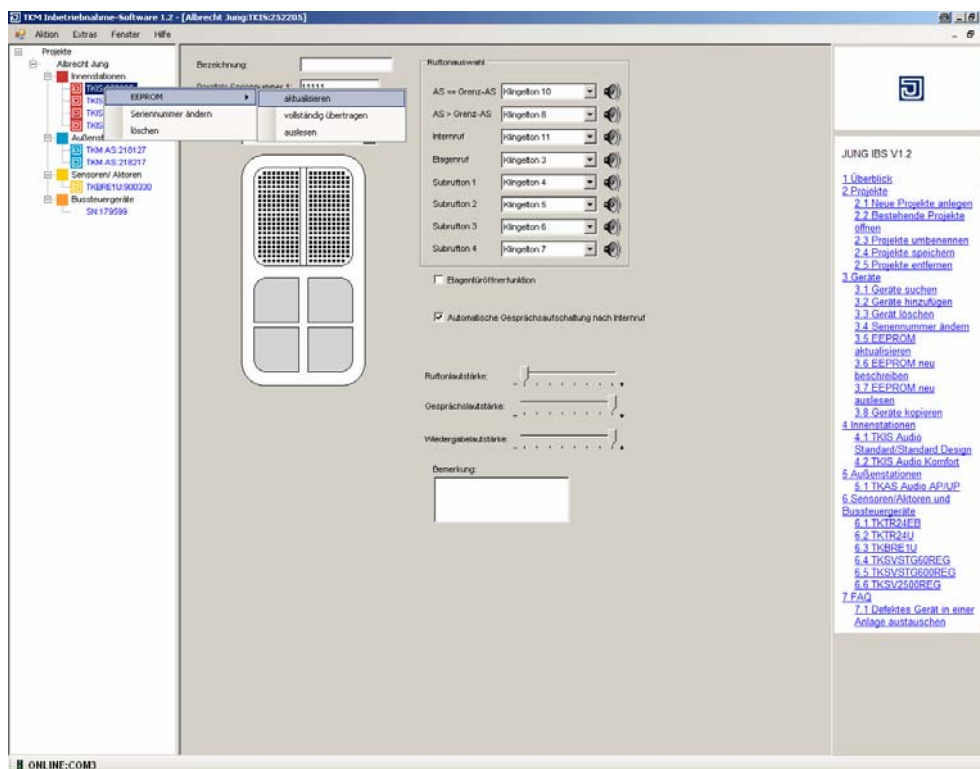 TKM Inbetriebnahme-Software 1.2 - [Albrecht Jung:TKIS:252205]
Aktion Extras Fenster Hilfe
Projekte
Albrecht Jung
Innenstationen
TKIS
TKIS
TKIS
TKIS
EEPROM
Seriennummer ändern
löschen
aktualisieren
vollständig übertragen
auslesen
Außenst
TKM AS:218127
TKM AS:218217
Sensoren/ Aktoren
TKBRE1U:900330
Bussteuergeräte
SN:179599
Bezeichnung:
11111
Ruftonauswahl
AS <= Grenz-AS Klingelton 10
AS > Grenz-AS Klingelton 8
Internruf Klingelton 11
Etagenruf Klingelton 3
Subrufton 1 Klingelton 4
Subrufton 2 Klingelton 5
Subrufton 3 Klingelton 6
Subrufton 4 Klingelton 7
Etagentüröffnerfunktion
Automatische Gesprächsaufschaltung nach Internruf
Ruftonlautstärke:
- +
Gesprächslautstärke:
- +
Wiedergabelautstärke:
- +
Bemerkung:
JUNG IBS V1.2
1 Überblick
2 Projekte
2.1 Neue Projekte anlegen
2.2 Bestehende Projekte
öffnen
2.3 Projekte umbenennen
2.4 Projekte speichern
2.5 Projekte entfernen
3 Geräte
3.1 Geräte suchen
3.2 Geräte hinzufügen
3.3 Gerät löschen
3.4 Seriennummer ändern
3.5 EEPROM
aktualisieren
3.6 EEPROM neu
beschreiben
3.7 EEPROM neu
auslesen
3.8 Geräte kopieren
4 Innenstationen
4.1 TKIS Audio
Standard/Standard Design
4.2 TKIS Audio Komfort
5 Außenstationen
5.1 TKAS Audio AP/UP
6 Sensoren/Aktoren und
Bussteuergeräte
6.1 TKTR24EB
6.2 TKTR24U
6.3 TKBRE1U
6.4 TKSVSTG60REG
6.5 TKSVSTG600REG
6.6 TKSV2500REG
7 FAQ
7.1 Defektes Gerät in einer
Anlage austauschen
ONLINE:COM3